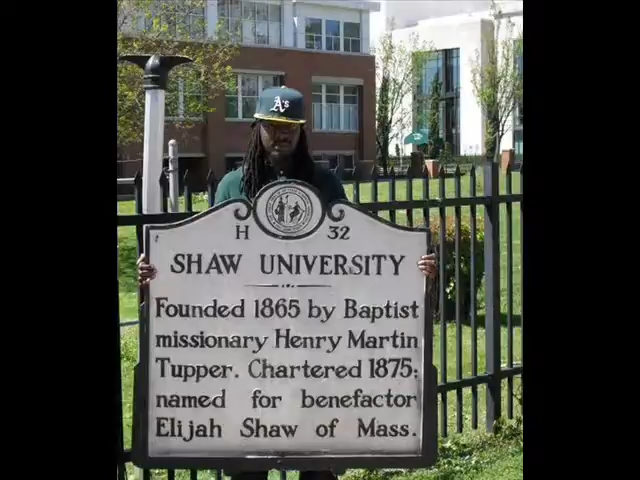 A's
H 32
SHAW UNIVERSITY
Founded 1865 by Baptist
missionary Henry Martin
Tupper. Chartered 1875;
named for benefactor
Elijah Shaw of Mass.